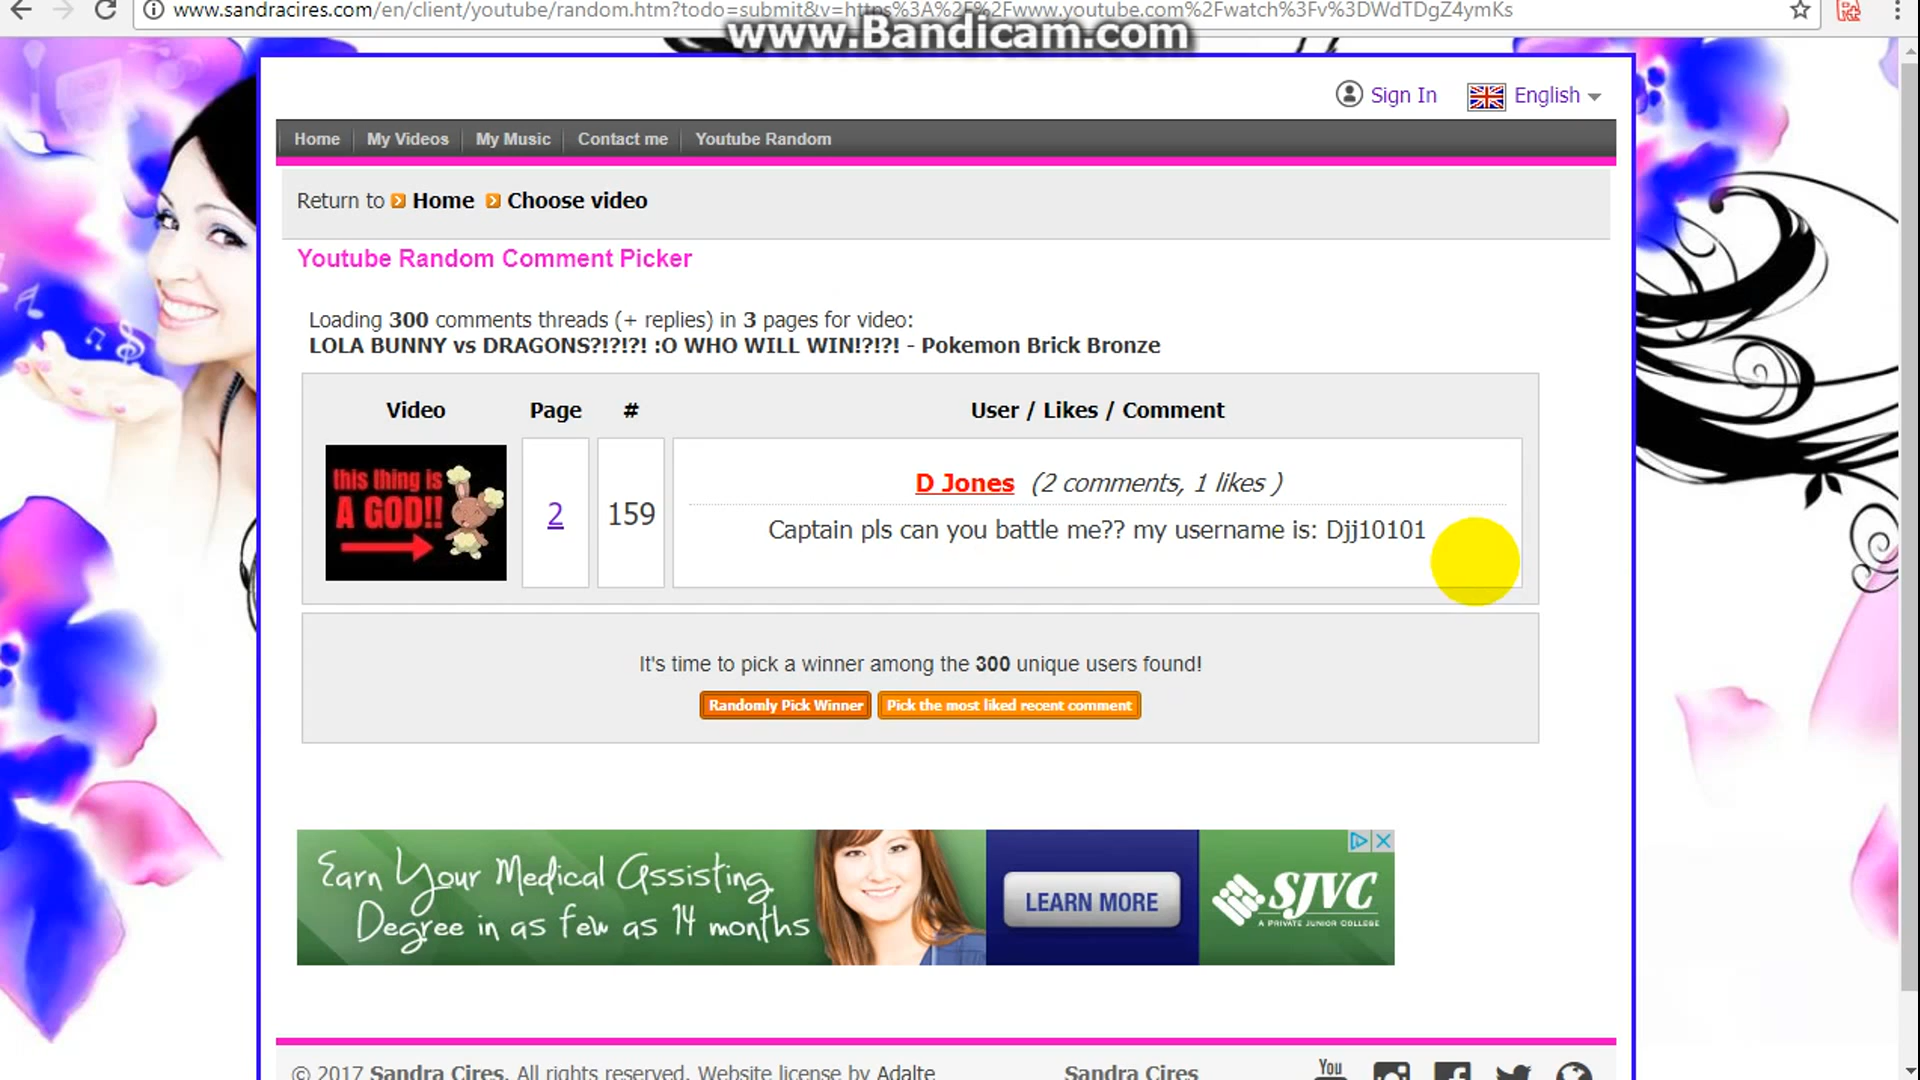 www.sandracires.com/en/client/youtube/random.htm?todo=submit&v=https%3A%2F%2Fwww.youtube.com%2Fwatch%3Fv%3DWdTDgZ4ymKs
www.Bandicam.com
Sign In English
Home My Videos My Music Contact me Youtube Random
Return to Home Choose video
Youtube Random Comment Picker
Loading 300 comments threads (+ replies) in 3 pages for video:
LOLA BUNNY vs DRAGONS?!?!?! :O WHO WILL WIN!?!?! - Pokemon Brick Bronze
Video Page # User / Likes / Comment
this thing is
A GOD!!
2 159
D Jones (2 comments, 1 likes )
Captain pls can you battle me?? my username is: Djj10101
It's time to pick a winner among the 300 unique users found!
Randomly Pick Winner Pick the most liked recent comment
Earn Your Medical Assisting
Degree in as few as 14 months
LEARN MORE
SJVC
A PRIVATE JUNIOR COLLEGE
© 2017 Sandra Cires. All rights reserved. Website license by Adalte
Sandra Cires
You